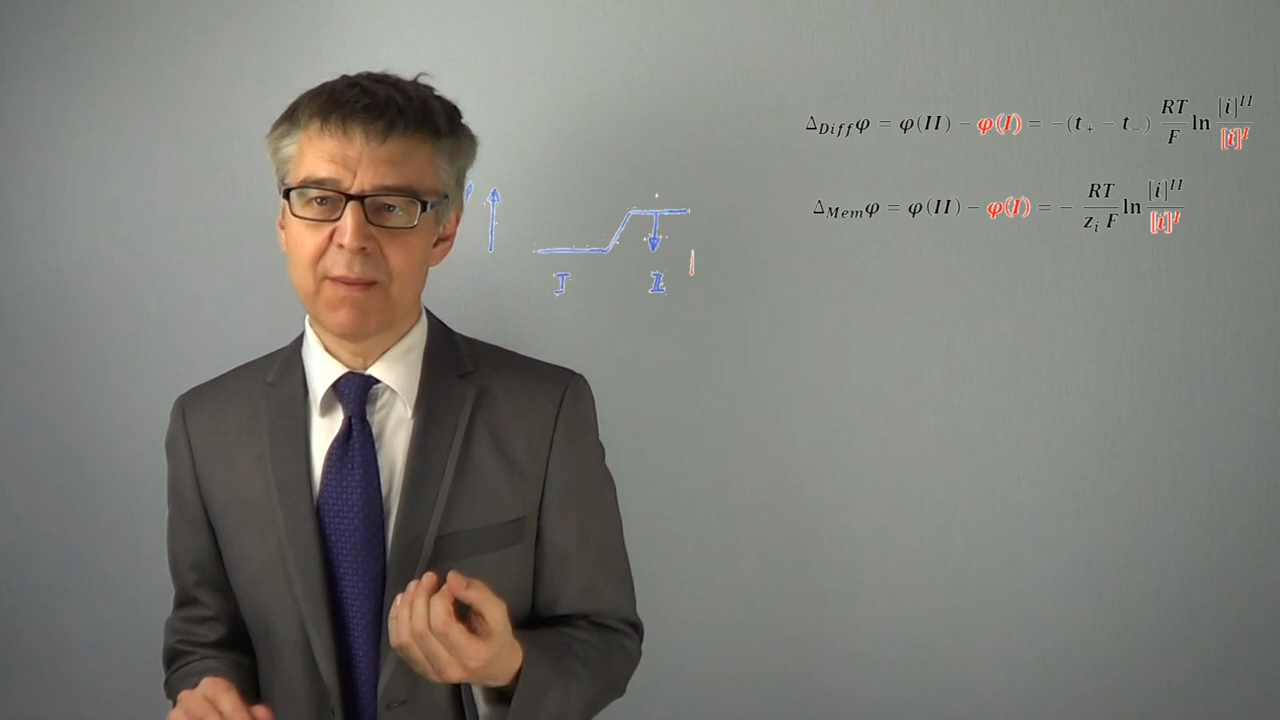 Δ_Diff φ = φ(II) − φ(I) = −(t₊ − t₋) RT/F ln [i]^II/[i]^I
Δ_Mem φ = φ(II) − φ(I) = − RT/(z_i F) ln [i]^II/[i]^I
I II